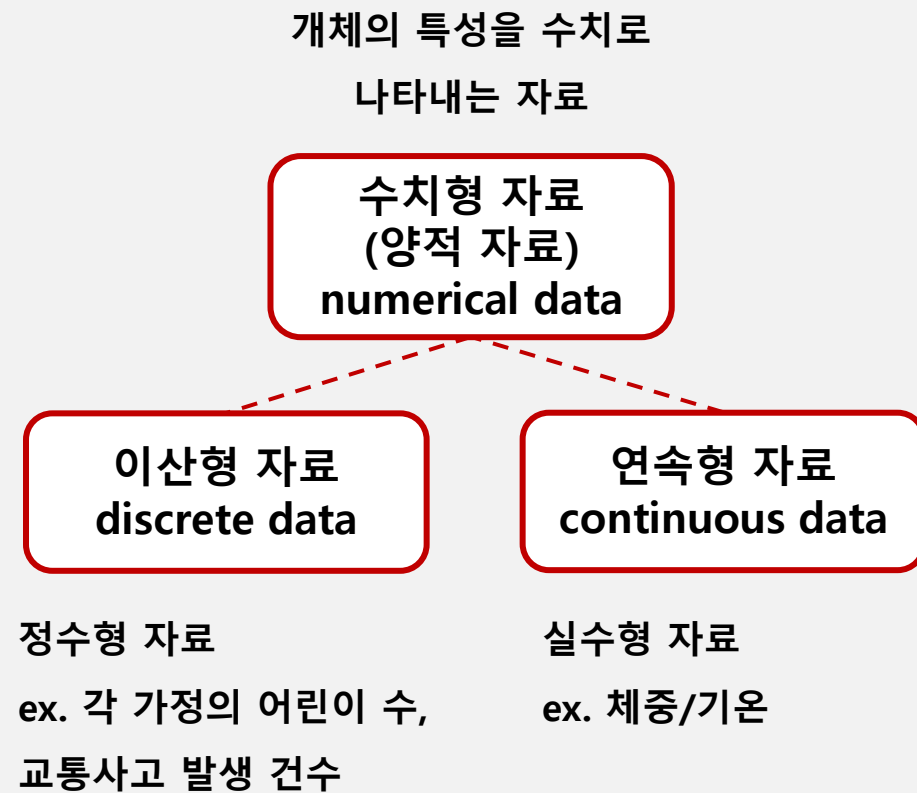 개체의 특성을 수치로
나타내는 자료
수치형 자료
(양적 자료)
numerical data
이산형 자료
discrete data
연속형 자료
continuous data
정수형 자료
ex. 각 가정의 어린이 수,
교통사고 발생 건수
실수형 자료
ex. 체중/기온